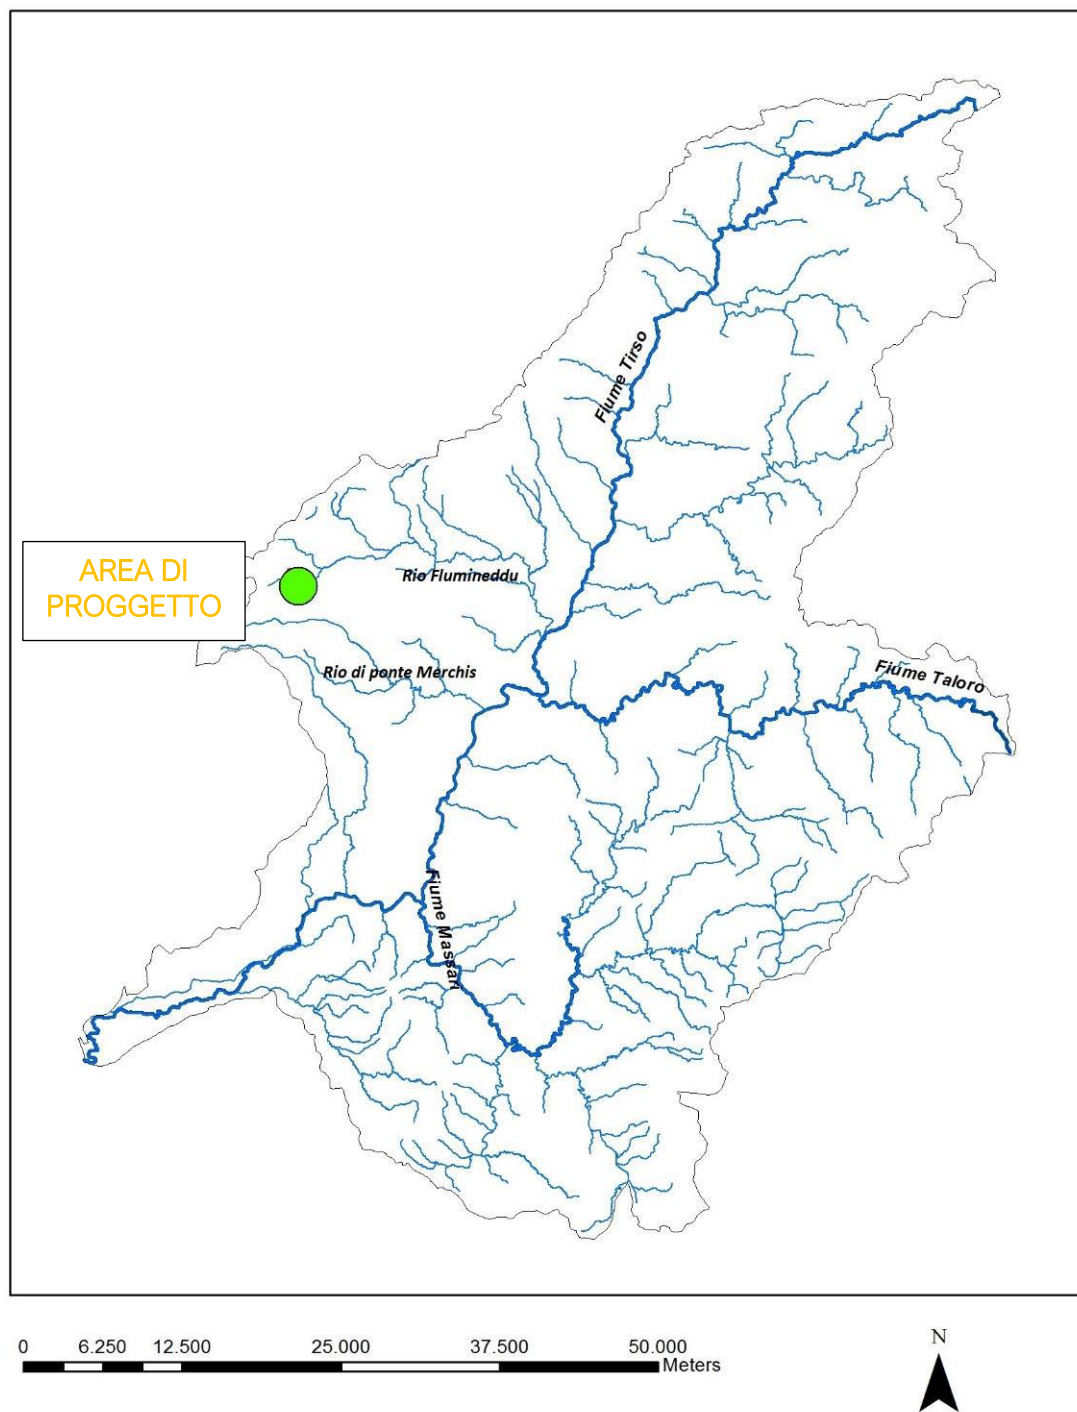 Fiume Tirso
AREA DI
PROGGETTO
Rio Flumineddu
Rio di ponte Merchis
Fiume Taloro
Fiume Massari
0 6.250 12.500 25.000 37.500 50.000
Meters
N